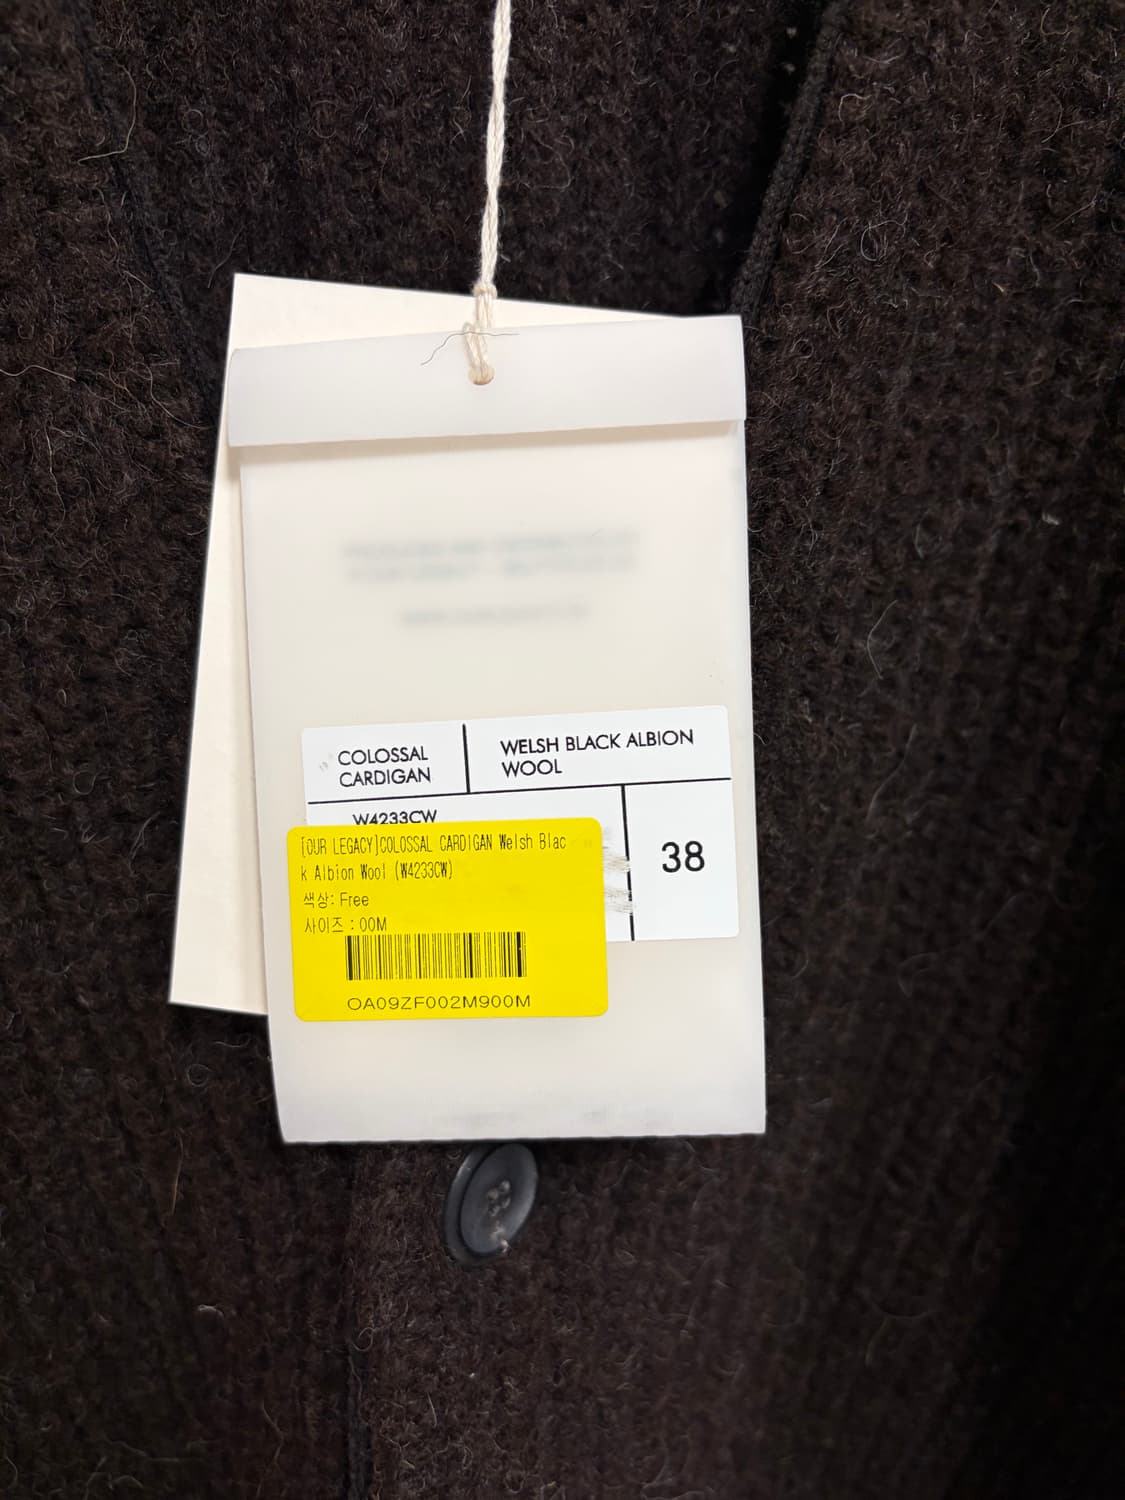 COLOSSAL
CARDIGAN
WELSH BLACK ALBION
WOOL
W4233CW
38
[OUR LEGACY]COLOSSAL CARDIGAN Welsh Blac
k Albion Wool (W4233CW)
색상: Free
사이즈 : 00M
OA09ZF002M900M